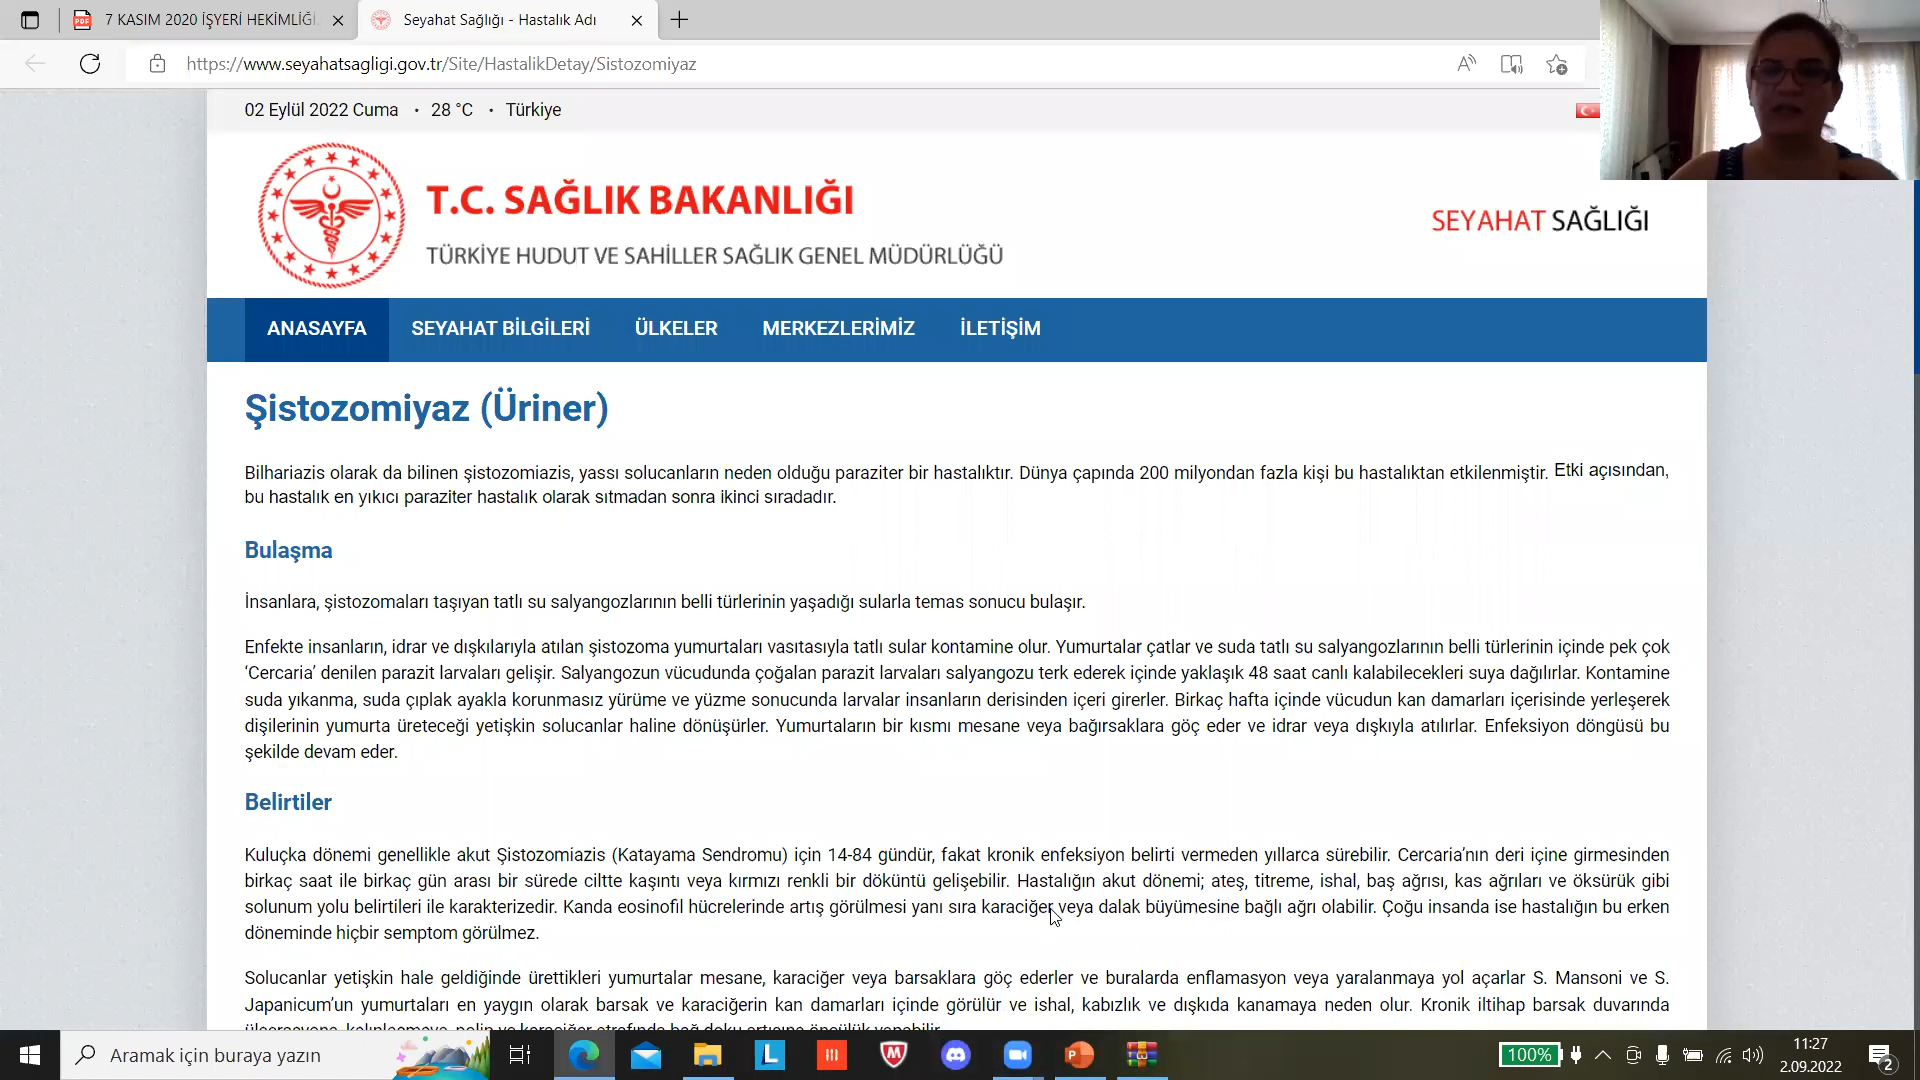 7 KASIM 2020 İŞYERİ HEKİMLİĞİ
Seyahat Sağlığı - Hastalık Adı
https://www.seyahatsagligi.gov.tr/Site/HastalikDetay/Sistozomiyaz
02 Eylül 2022 Cuma • 28 °C • Türkiye
T.C. SAĞLIK BAKANLIĞI
TÜRKİYE HUDUT VE SAHİLLER SAĞLIK GENEL MÜDÜRLÜĞÜ
SEYAHAT SAĞLIĞI
ANASAYFA SEYAHAT BİLGİLERİ ÜLKELER MERKEZLERİMİZ İLETİŞİM
Şistozomiyaz (Üriner)
Bilhariazis olarak da bilinen şistozomiazis, yassı solucanların neden olduğu paraziter bir hastalıktır. Dünya çapında 200 milyondan fazla kişi bu hastalıktan etkilenmiştir. Etki açısından,
bu hastalık en yıkıcı paraziter hastalık olarak sıtmadan sonra ikinci sıradadır.
Bulaşma
İnsanlara, şistozomaları taşıyan tatlı su salyangozlarının belli türlerinin yaşadığı sularla temas sonucu bulaşır.
Enfekte insanların, idrar ve dışkılarıyla atılan şistozoma yumurtaları vasıtasıyla tatlı sular kontamine olur. Yumurtalar çatlar ve suda tatlı su salyangozlarının belli türlerinin içinde pek çok
‘Cercaria’ denilen parazit larvaları gelişir. Salyangozun vücudunda çoğalan parazit larvaları salyangozu terk ederek içinde yaklaşık 48 saat canlı kalabilecekleri suya dağılırlar. Kontamine
suda yıkanma, suda çıplak ayakla korunmasız yürüme ve yüzme sonucunda larvalar insanların derisinden içeri girerler. Birkaç hafta içinde vücudun kan damarları içerisinde yerleşerek
dişilerinin yumurta üreteceği yetişkin solucanlar haline dönüşürler. Yumurtaların bir kısmı mesane veya bağırsaklara göç eder ve idrar veya dışkıyla atılırlar. Enfeksiyon döngüsü bu
şekilde devam eder.
Belirtiler
Kuluçka dönemi genellikle akut Şistozomiazis (Katayama Sendromu) için 14-84 gündür, fakat kronik enfeksiyon belirti vermeden yıllarca sürebilir. Cercaria’nın deri içine girmesinden
birkaç saat ile birkaç gün arası bir sürede ciltte kaşıntı veya kırmızı renkli bir döküntü gelişebilir. Hastalığın akut dönemi; ateş, titreme, ishal, baş ağrısı, kas ağrıları ve öksürük gibi
solunum yolu belirtileri ile karakterizedir. Kanda eosinofil hücrelerinde artış görülmesi yanı sıra karaciğer veya dalak büyümesine bağlı ağrı olabilir. Çoğu insanda ise hastalığın bu erken
döneminde hiçbir semptom görülmez.
Solucanlar yetişkin hale geldiğinde ürettikleri yumurtalar mesane, karaciğer veya barsaklara göç ederler ve buralarda enflamasyon veya yaralanmaya yol açarlar S. Mansoni ve S.
Japanicum’un yumurtaları en yaygın olarak barsak ve karaciğerin kan damarları içinde görülür ve ishal, kabızlık ve dışkıda kanamaya neden olur. Kronik iltihap barsak duvarında
Aramak için buraya yazın
100%
11:27
2.09.2022
2